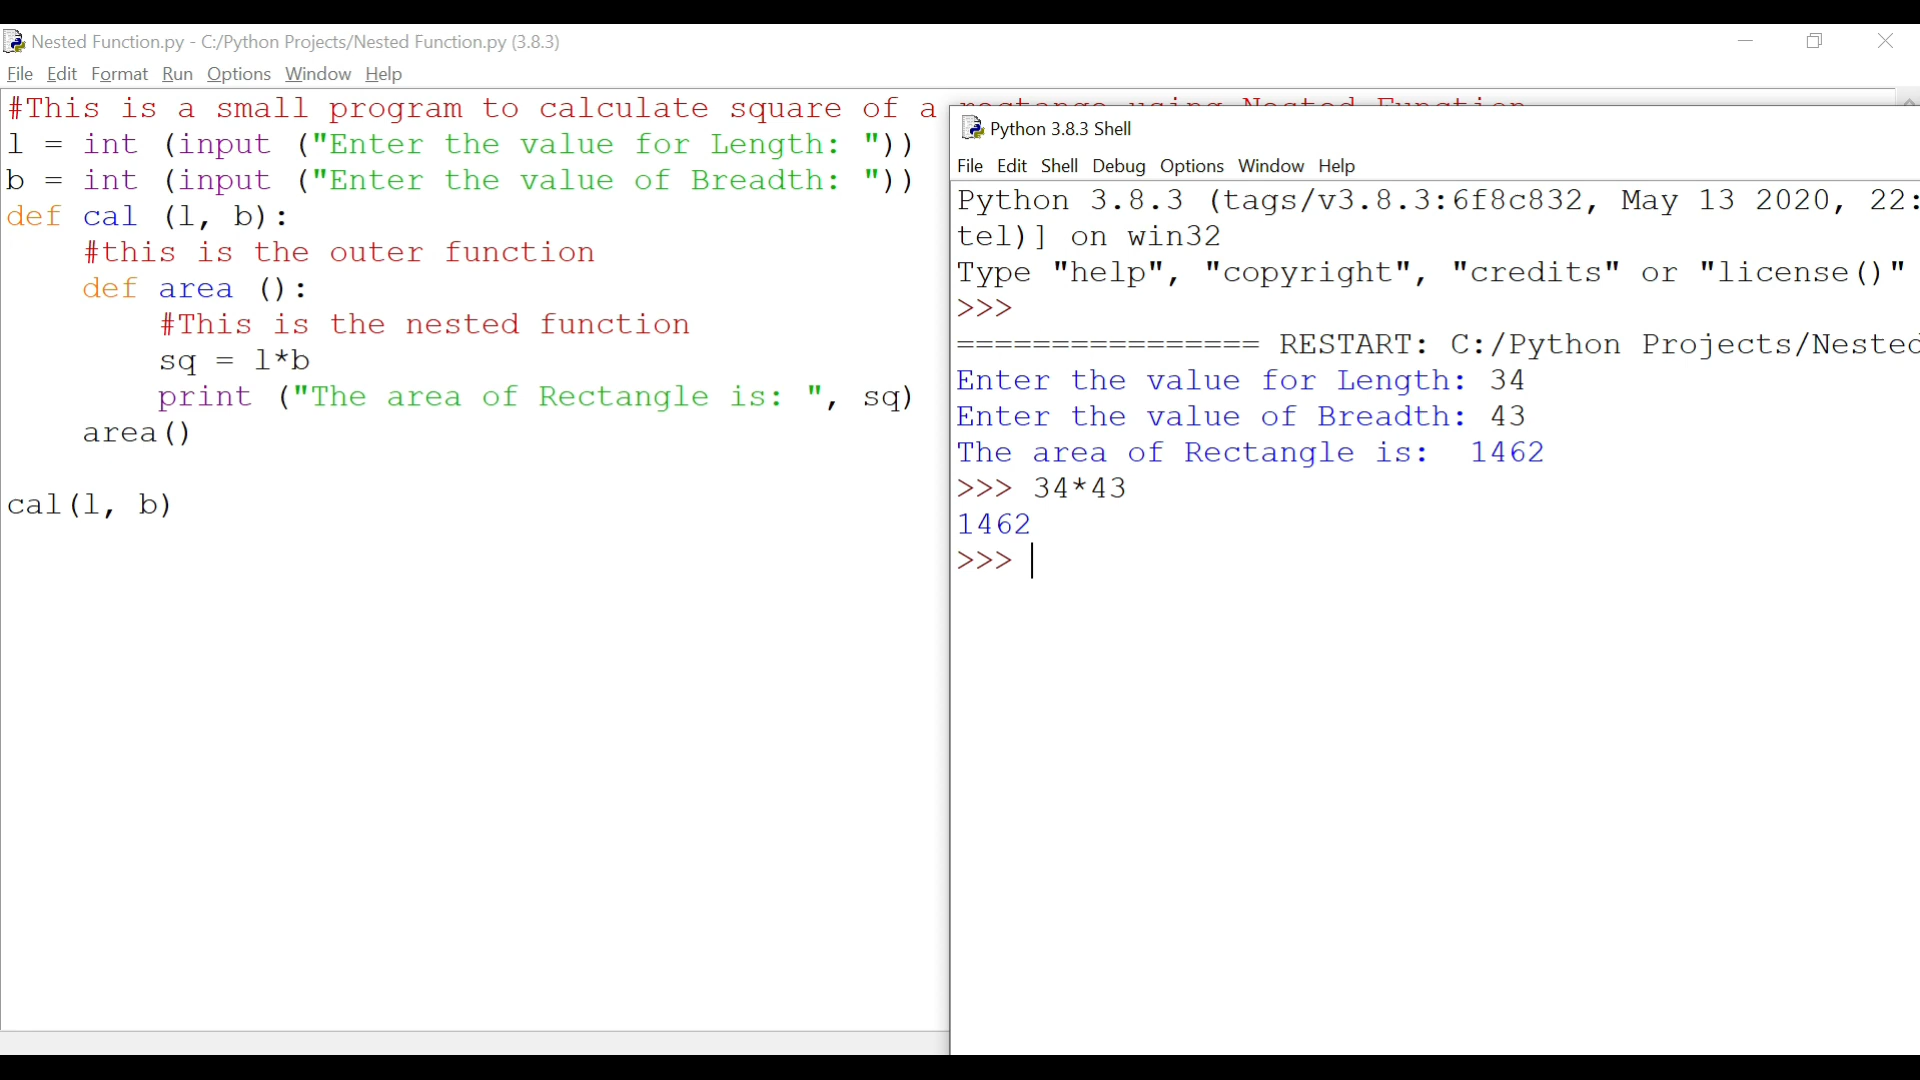 Nested Function.py - C:/Python Projects/Nested Function.py (3.8.3)
File Edit Format Run Options Window Help
#This is a small program to calculate square of a rectange using Nested Function
l = int (input ("Enter the value for Length: "))
b = int (input ("Enter the value of Breadth: "))
def cal (l, b):
#this is the outer function
def area ():
#This is the nested function
sq = l*b
print ("The area of Rectangle is: ", sq)
area()
cal(l, b)
Python 3.8.3 Shell
File Edit Shell Debug Options Window Help
Python 3.8.3 (tags/v3.8.3:6f8c832, May 13 2020, 22:
tel)] on win32
Type "help", "copyright", "credits" or "license()"
>>>
================ RESTART: C:/Python Projects/Nested
Enter the value for Length: 34
Enter the value of Breadth: 43
The area of Rectangle is:  1462
>>> 34*43
1462
>>>